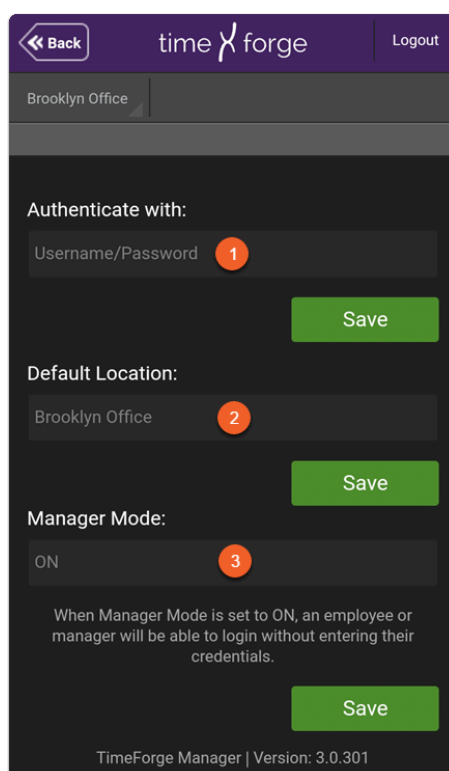 Back
time forge
Logout
Brooklyn Office
Authenticate with:
Username/Password
1
Save
Default Location:
Brooklyn Office
2
Save
Manager Mode:
ON
3
When Manager Mode is set to ON, an employee or
manager will be able to login without entering their
credentials.
Save
TimeForge Manager | Version: 3.0.301